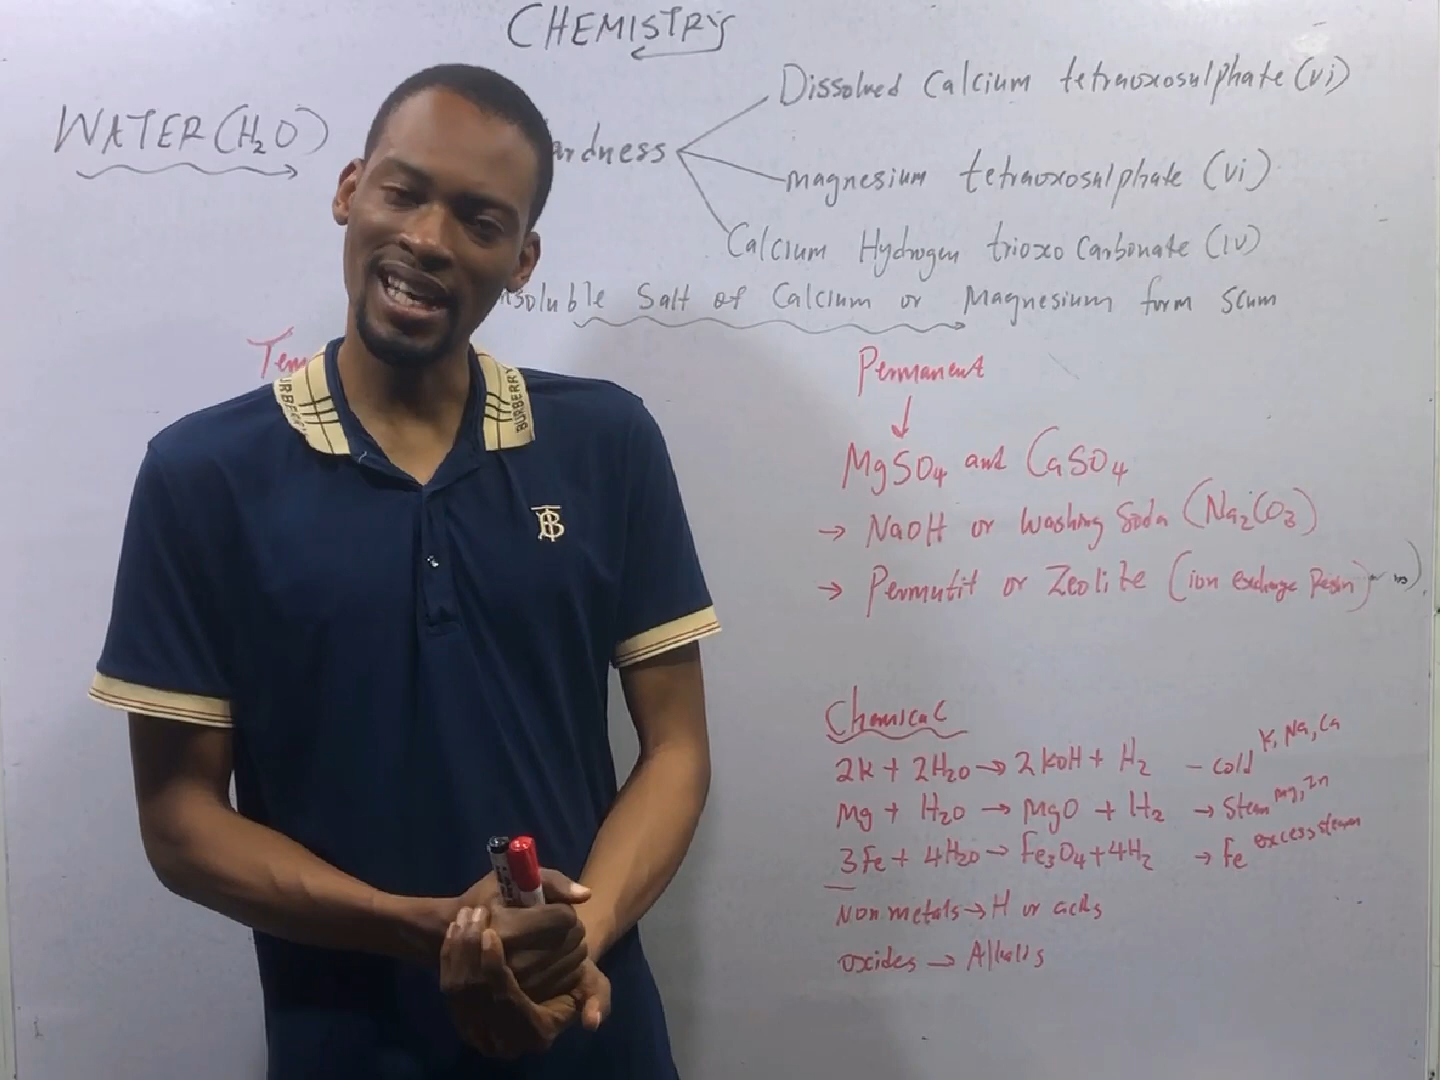 CHEMISTRY
WATER (H2O)
ardness
Dissolved Calcium tetraoxosulphate (vi)
magnesium tetraoxosulphate (vi)
Calcium Hydrogen trioxo Carbonate (iv)
nsoluble Salt of Calcium or Magnesium form scum
Tem
Permanent
↓
MgSO4 and CaSO4
→ NaOH or washing Soda (Na2CO3)
→ Permutit or Zeolite (ion exchange Resin)
Chemical
2K + 2H2O → 2KOH + H2 - cold K, Na, Ca
Mg + H2O → MgO + H2 → Steam Mg, Zn
3Fe + 4H2O → Fe3O4 + 4H2 → Fe excess steam
Non metals → H or acids
oxides → Alkalis
BURBERRY
URBERRY
B